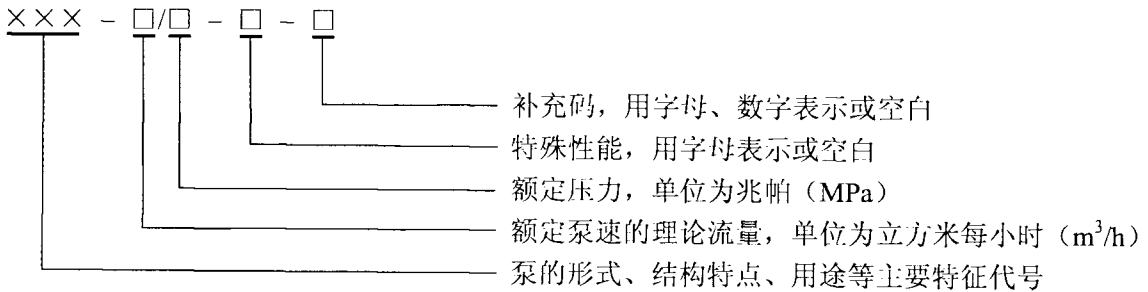 ××× - □/□ - □ - □
补充码，用字母、数字表示或空白
特殊性能，用字母表示或空白
额定压力，单位为兆帕（MPa）
额定泵速的理论流量，单位为立方米每小时（m³/h）
泵的形式、结构特点、用途等主要特征代号